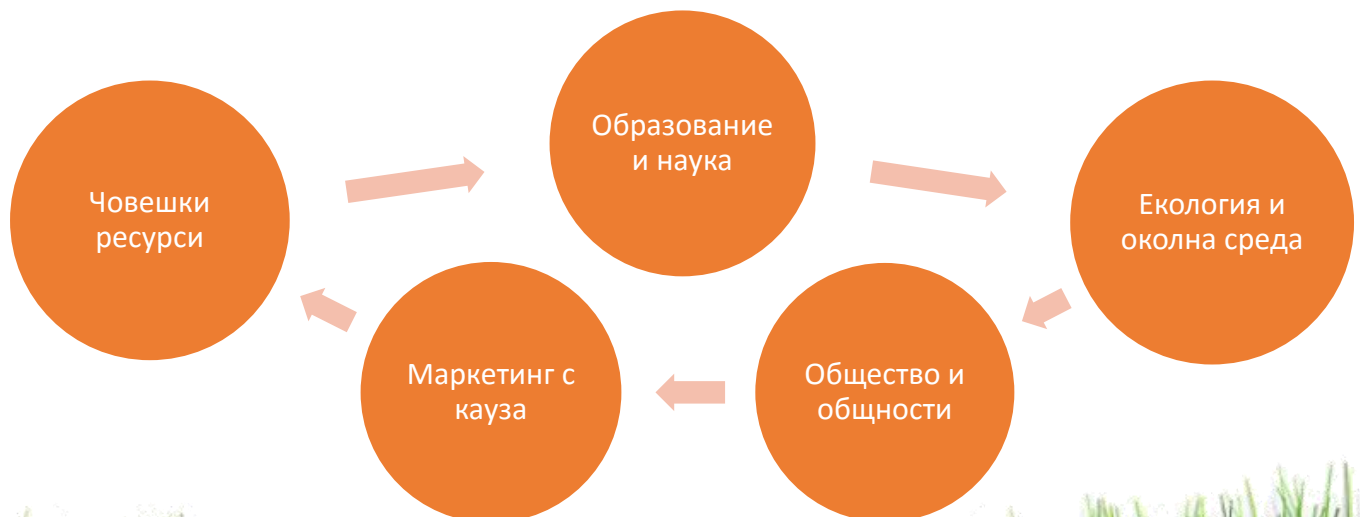 Образование
и наука
Човешки
ресурси
Екология и
околна среда
Маркетинг с
кауза
Общество и
общности